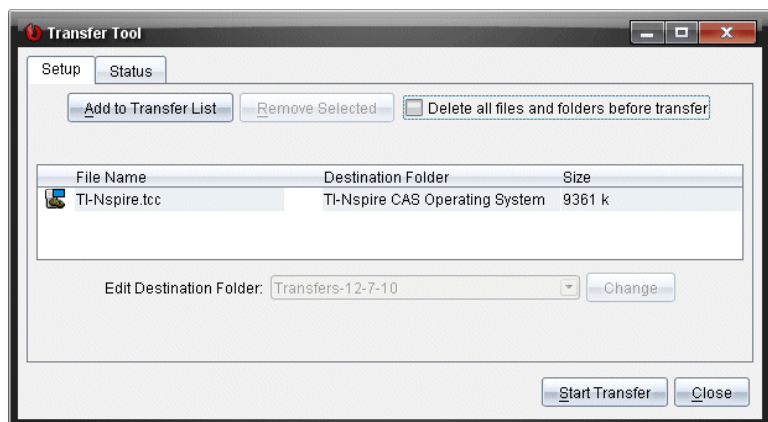 Transfer Tool
Setup Status
Add to Transfer List Remove Selected Delete all files and folders before transfer
File Name Destination Folder Size
TI-Nspire.tcc TI-Nspire CAS Operating System 9361 k
Edit Destination Folder: Transfers-12-7-10 Change
Start Transfer Close